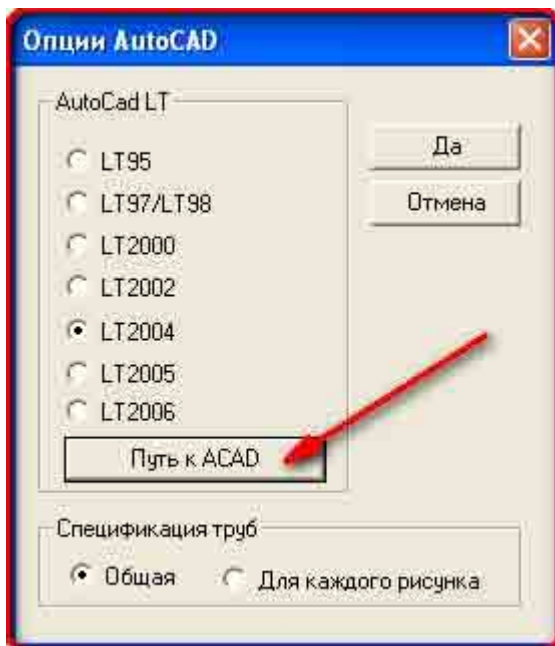 Опции AutoCAD
AutoCad LT
LT95
LT97/LT98
LT2000
LT2002
LT2004
LT2005
LT2006
Путь к ACAD
Да
Отмена
Спецификация труб
Общая
Для каждого рисунка